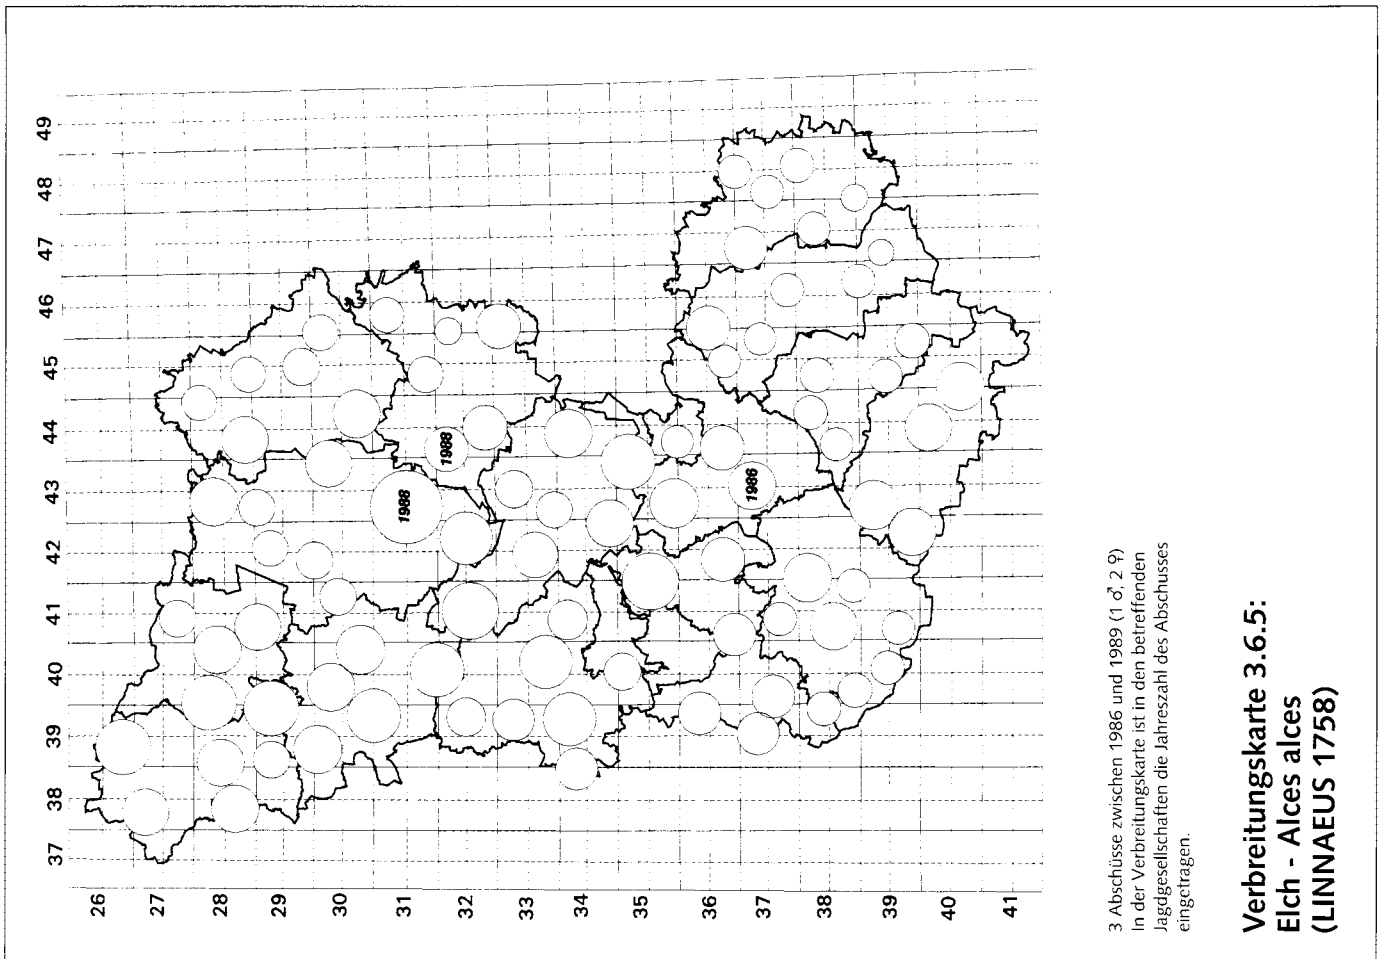 26 27 28 29 30 31 32 33 34 35 36 37 38 39 40 41
49
48
47
46
45
44
43
42
41
40
39
38
37
1988
1988
1986
3 Abschüsse zwischen 1986 und 1989 (1 ♂, 2 ♀)
In der Verbreitungskarte ist in den betreffenden
Jagdgesellschaften die Jahreszahl des Abschusses
eingetragen.
Verbreitungskarte 3.6.5:
Elch - Alces alces
(LINNAEUS 1758)